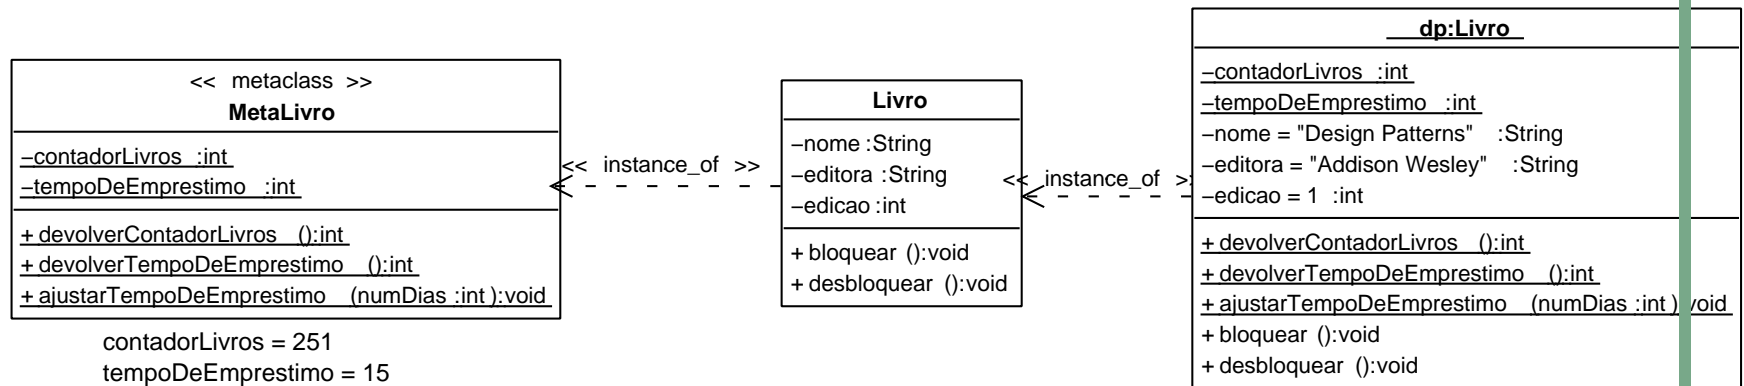 << metaclass >>
MetaLivro
−contadorLivros :int
−tempoDeEmprestimo :int
+ devolverContadorLivros ():int
+ devolverTempoDeEmprestimo ():int
+ ajustarTempoDeEmprestimo (numDias :int ):void
contadorLivros = 251
tempoDeEmprestimo = 15
<< instance_of >>
Livro
−nome :String
−editora :String
−edicao :int
+ bloquear ():void
+ desbloquear ():void
<< instance_of >>
dp:Livro
−contadorLivros :int
−tempoDeEmprestimo :int
−nome = "Design Patterns" :String
−editora = "Addison Wesley" :String
−edicao = 1 :int
+ devolverContadorLivros ():int
+ devolverTempoDeEmprestimo ():int
+ ajustarTempoDeEmprestimo (numDias :int ):void
+ bloquear ():void
+ desbloquear ():void